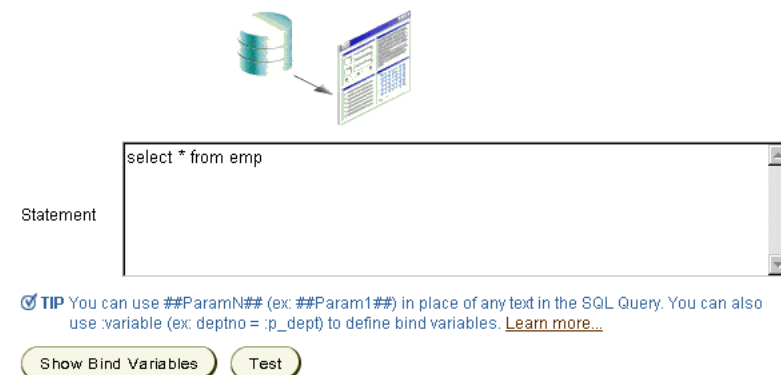 select * from emp
Statement
TIP You can use ##ParamN## (ex: ##Param1##) in place of any text in the SQL Query. You can also
use :variable (ex: deptno = :p_dept) to define bind variables. Learn more...
Show Bind Variables Test